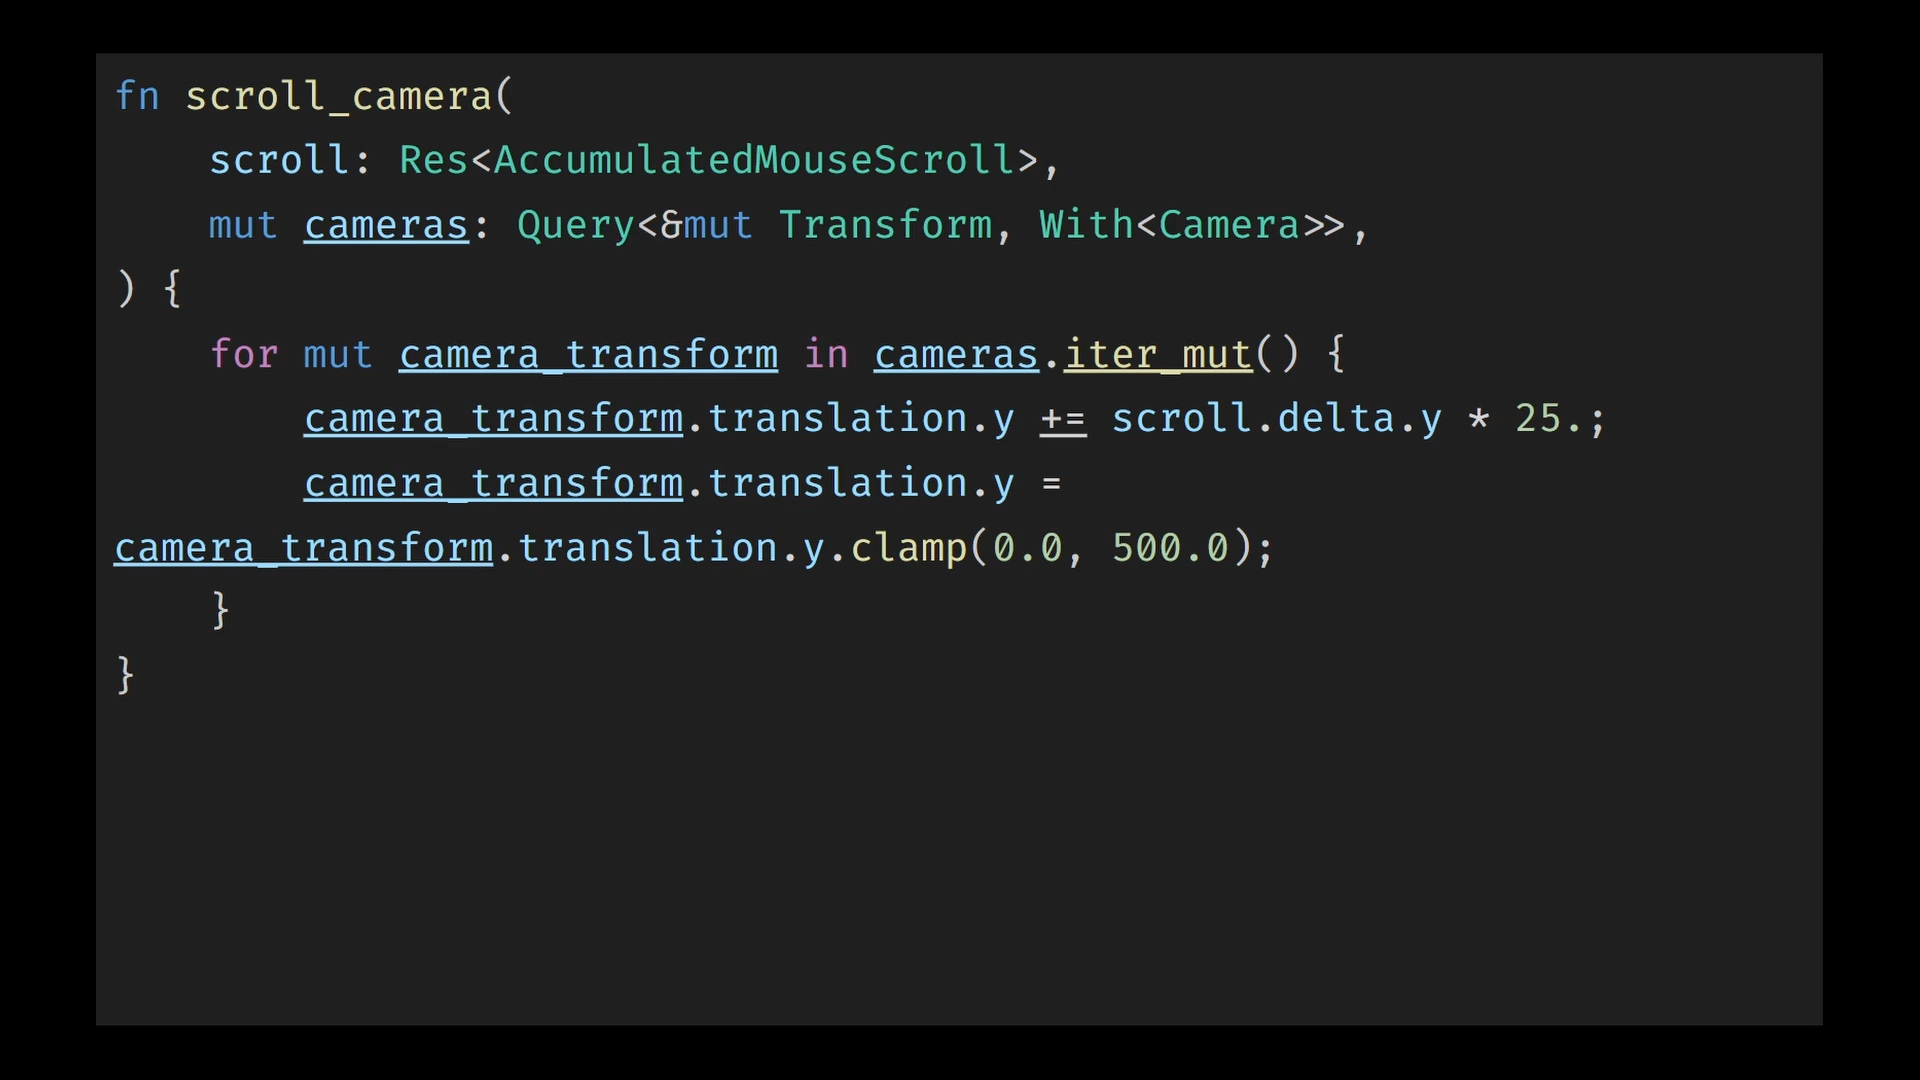 fn scroll_camera(
    scroll: Res<AccumulatedMouseScroll>,
    mut cameras: Query<&mut Transform, With<Camera>>,
) {
    for mut camera_transform in cameras.iter_mut() {
        camera_transform.translation.y += scroll.delta.y * 25.;
        camera_transform.translation.y =
camera_transform.translation.y.clamp(0.0, 500.0);
    }
}